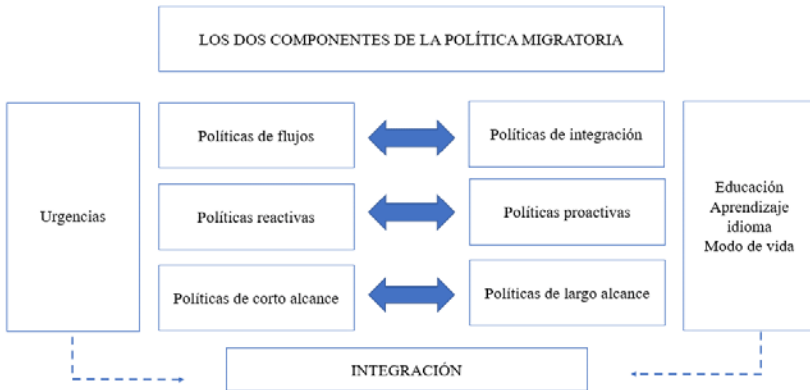 LOS DOS COMPONENTES DE LA POLÍTICA MIGRATORIA
Urgencias
Políticas de flujos
Políticas de integración
Políticas reactivas
Políticas proactivas
Políticas de corto alcance
Políticas de largo alcance
Educación
Aprendizaje
idioma
Modo de vida
INTEGRACIÓN